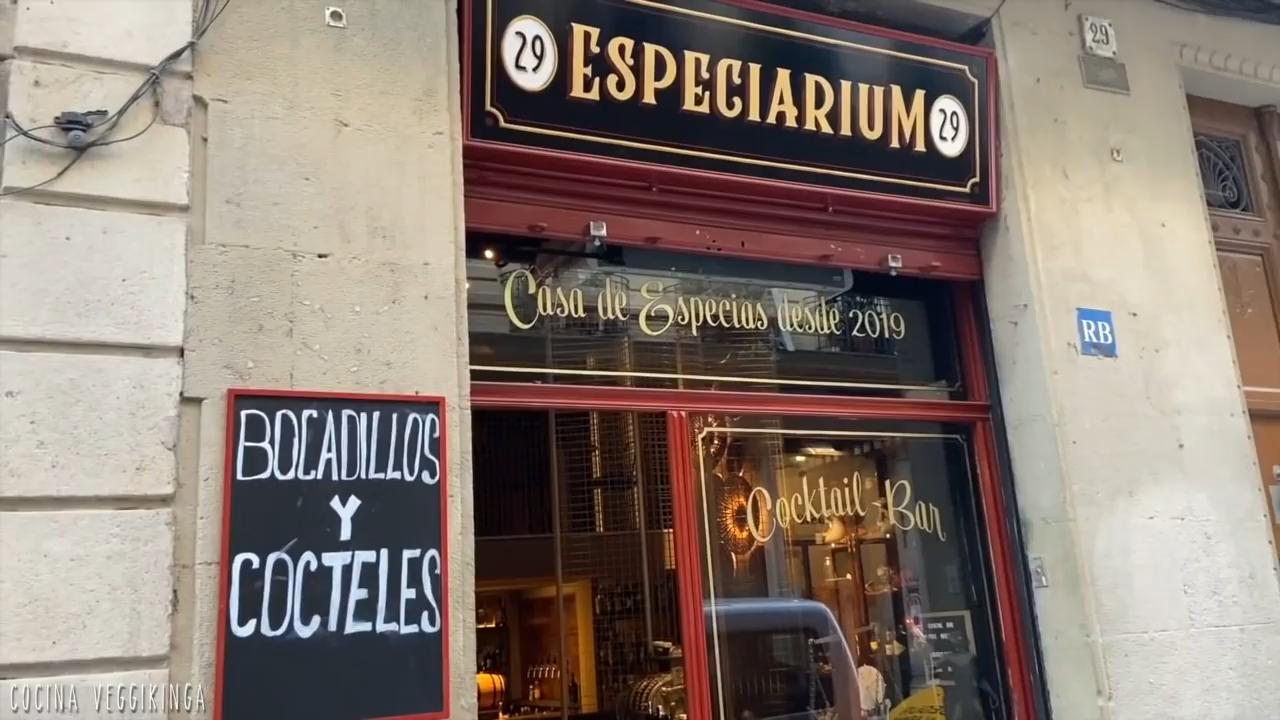 29 ESPECIARIUM 29
29
Casa de Especias desde 2019
RB
BOCADILLOS
Y
COCTELES
Cocktail - Bar
COCINA VEGGIKINGA